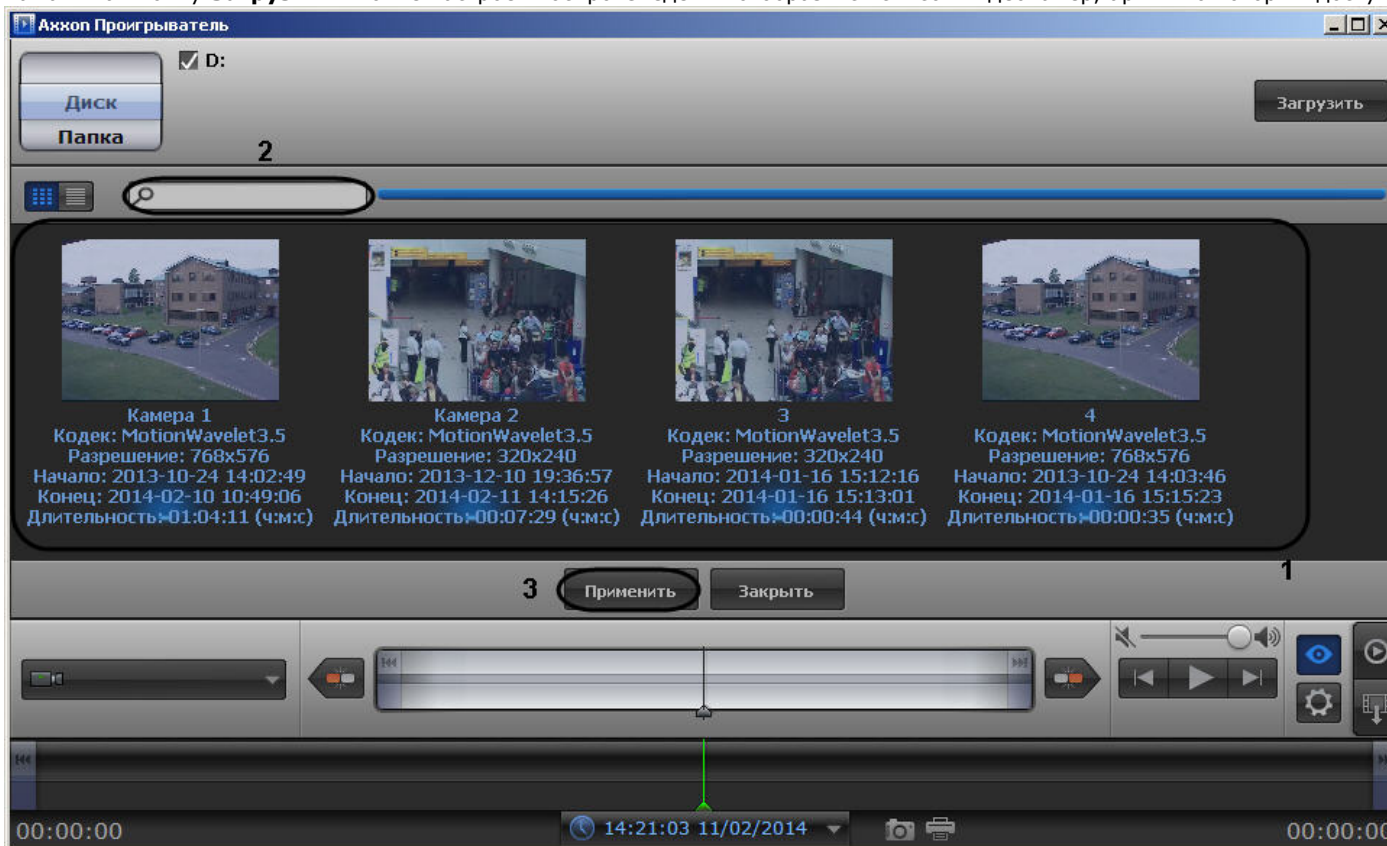 Axxon Проигрыватель
D:
Диск
Папка
Загрузить
2
Камера 1
Кодек: MotionWavelet3.5
Разрешение: 768x576
Начало: 2013-10-24 14:02:49
Конец: 2014-02-10 10:49:06
Длительность: 01:04:11 (ч:м:с)
Камера 2
Кодек: MotionWavelet3.5
Разрешение: 320x240
Начало: 2013-12-10 19:36:57
Конец: 2014-02-11 14:15:26
Длительность: 00:07:29 (ч:м:с)
3
Кодек: MotionWavelet3.5
Разрешение: 320x240
Начало: 2014-01-16 15:12:16
Конец: 2014-01-16 15:13:01
Длительность: 00:00:44 (ч:м:с)
4
Кодек: MotionWavelet3.5
Разрешение: 768x576
Начало: 2013-10-24 14:03:46
Конец: 2014-01-16 15:15:23
Длительность: 00:00:35 (ч:м:с)
1
3
Применить
Закрыть
00:00:00
14:21:03 11/02/2014
00:00:00